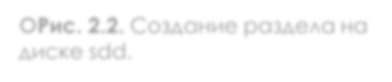 ОРис. 2.2. Создание раздела на
диске sdd.